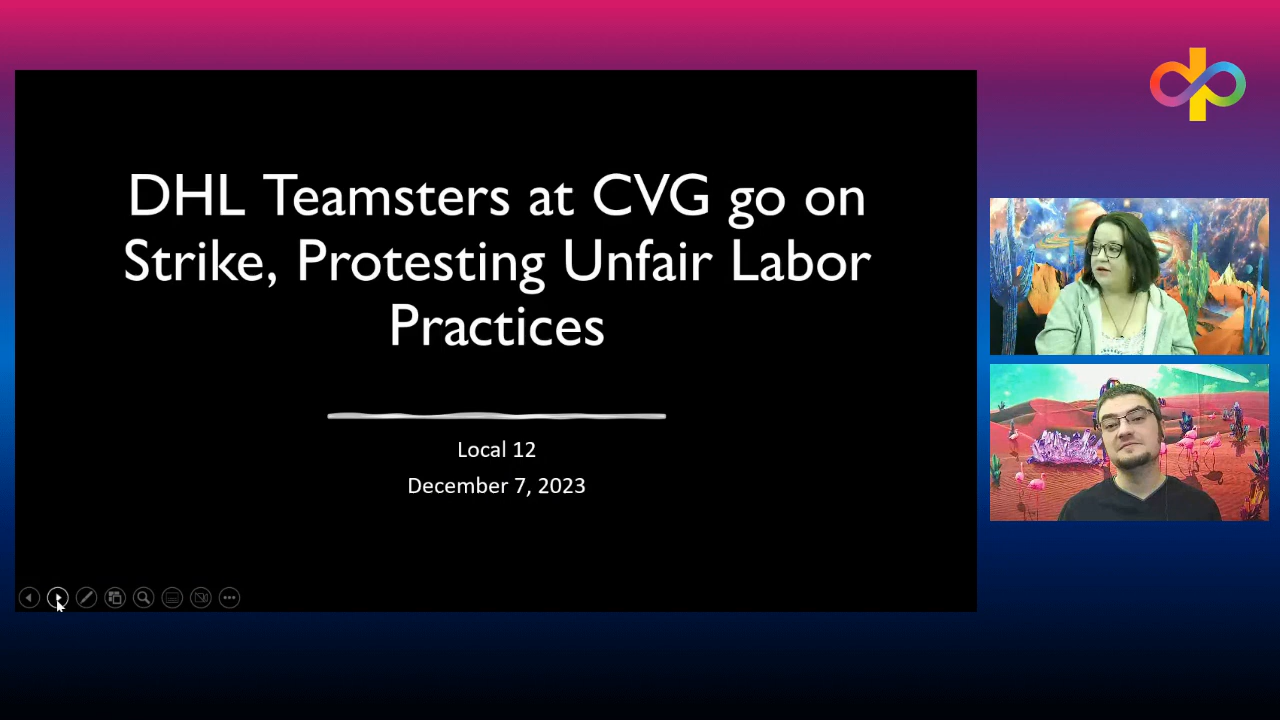 DHL Teamsters at CVG go on
Strike, Protesting Unfair Labor
Practices
Local 12
December 7, 2023